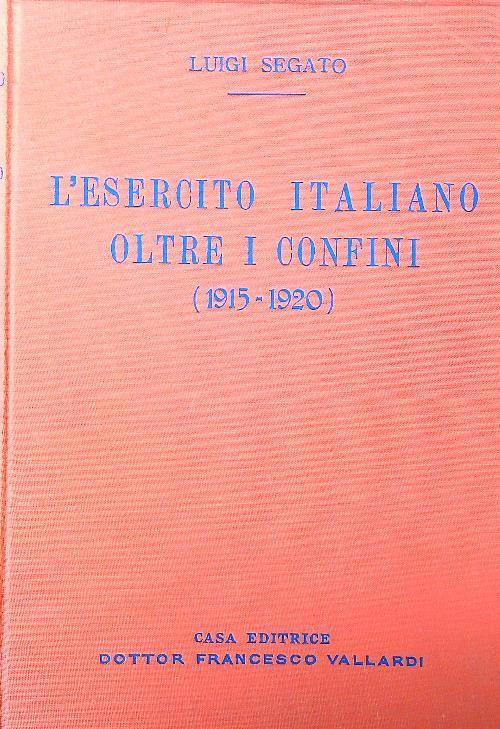 LUIGI SEGATO
L'ESERCITO ITALIANO
OLTRE I CONFINI
(1915-1920)
CASA EDITRICE
DOTTOR FRANCESCO VALLARDI